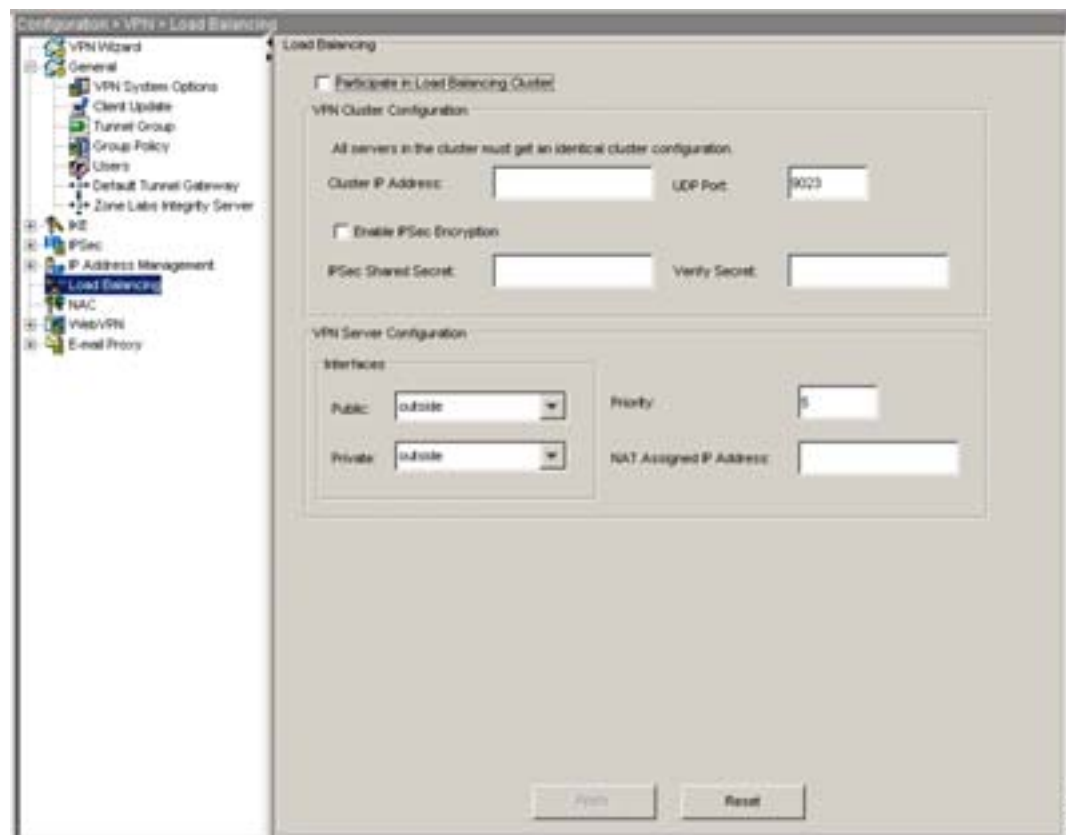 Configuration > VPN > Load Balancing
VPN Wizard
General
VPN System Options
Client Update
Tunnel Group
Group Policy
Users
Default Tunnel Gateway
Zone Labs Integrity Server
IKE
IPSec
IP Address Management
Load Balancing
NAC
WebVPN
E-mail Proxy
Load Balancing
Participate in Load Balancing Cluster
VPN Cluster Configuration
All servers in the cluster must get an identical cluster configuration.
Cluster IP Address:
UDP Port: 9023
Enable IPSec Encryption
IPSec Shared Secret:
Verify Secret:
VPN Server Configuration
Interfaces
Public: outside
Priority: 5
Private: outside
NAT Assigned IP Address:
Apply
Reset